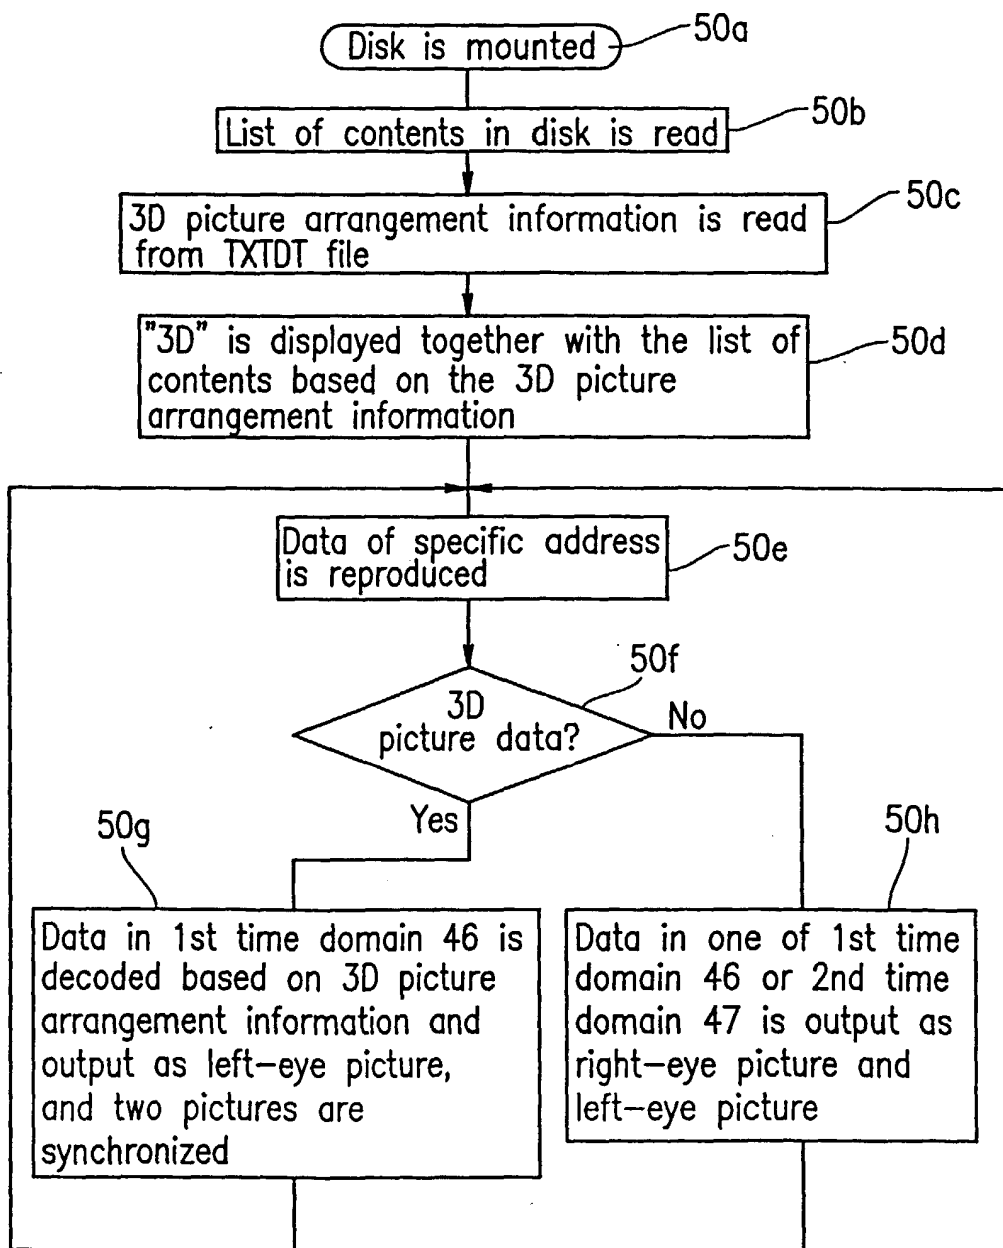 Disk is mounted
50a
List of contents in disk is read
50b
3D picture arrangement information is read
from TXTDT file
50c
"3D" is displayed together with the list of
contents based on the 3D picture
arrangement information
50d
Data of specific address
is reproduced
50e
3D
picture data?
50f
No
Yes
50g
Data in 1st time domain 46 is
decoded based on 3D picture
arrangement information and
output as left-eye picture,
and two pictures are
synchronized
50h
Data in one of 1st time
domain 46 or 2nd time
domain 47 is output as
right-eye picture and
left-eye picture